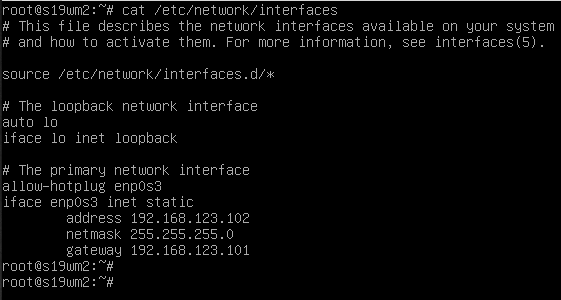 root@s19wm2:~# cat /etc/network/interfaces
# This file describes the network interfaces available on your system
# and how to activate them. For more information, see interfaces(5).

source /etc/network/interfaces.d/*

# The loopback network interface
auto lo
iface lo inet loopback

# The primary network interface
allow-hotplug enp0s3
iface enp0s3 inet static
        address 192.168.123.102
        netmask 255.255.255.0
        gateway 192.168.123.101
root@s19wm2:~#
root@s19wm2:~#